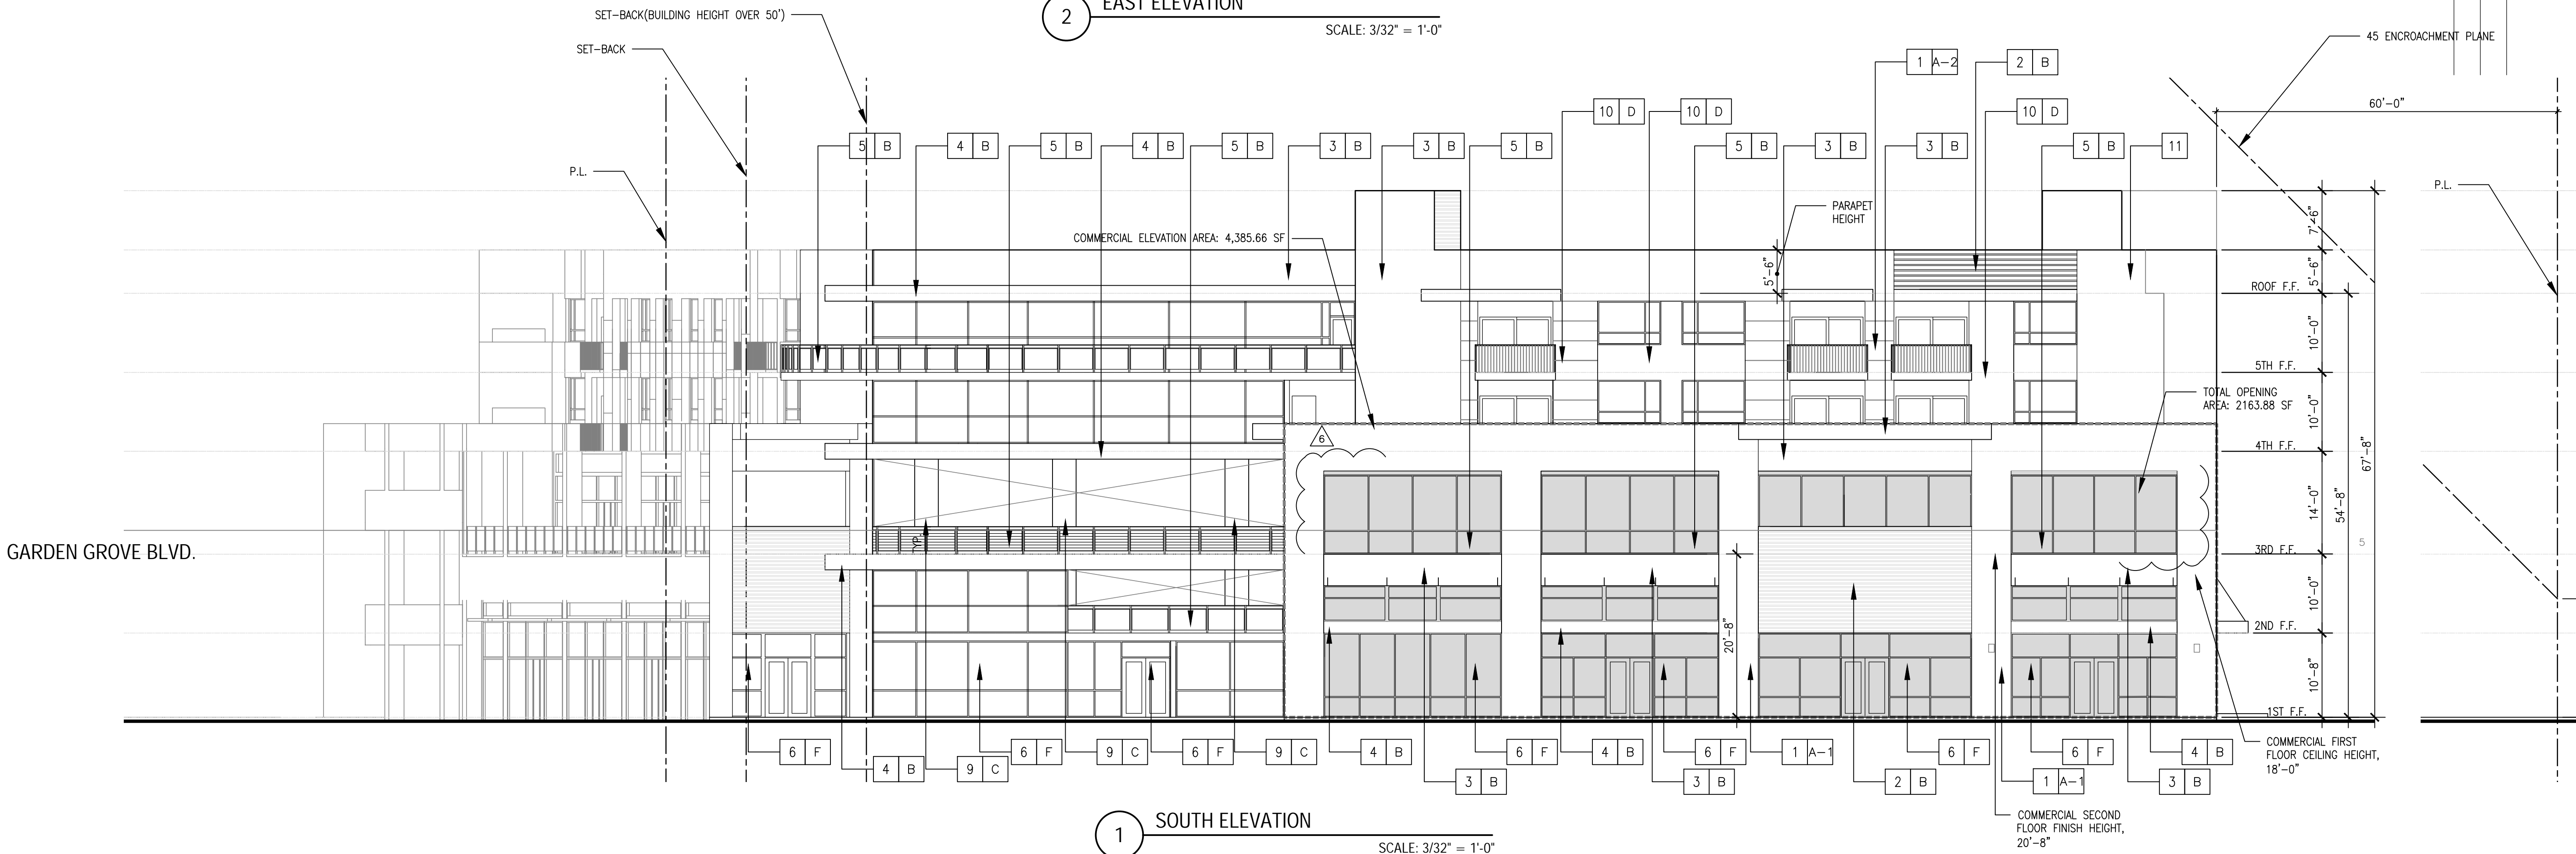 2
EAST ELEVATION
SCALE: 3/32" = 1'-0"
SET-BACK(BUILDING HEIGHT OVER 50')
SET-BACK
P.L.
45 ENCROACHMENT PLANE
60'-0"
1 A-2
2 B
10 D
10 D
10 D
5 B
4 B
5 B
4 B
5 B
3 B
3 B
5 B
5 B
3 B
3 B
5 B
11
P.L.
PARAPET
HEIGHT
COMMERCIAL ELEVATION AREA: 4,385.66 SF
5'-6"
7'-6"
5'-6"
ROOF F.F.
10'-0"
5TH F.F.
TOTAL OPENING
AREA: 2163.88 SF
10'-0"
4TH F.F.
67'-8"
6
14'-0"
54'-8"
GARDEN GROVE BLVD.
TYP.
5
3RD F.F.
10'-0"
20'-8"
2ND F.F.
10'-8"
1ST F.F.
6 F
4 B
9 C
6 F
9 C
6 F
9 C
4 B
3 B
6 F
4 B
3 B
6 F
1 A-1
2 B
6 F
1 A-1
6 F
3 B
4 B
COMMERCIAL FIRST
FLOOR CEILING HEIGHT,
18'-0"
COMMERCIAL SECOND
FLOOR FINISH HEIGHT,
20'-8"
1
SOUTH ELEVATION
SCALE: 3/32" = 1'-0"